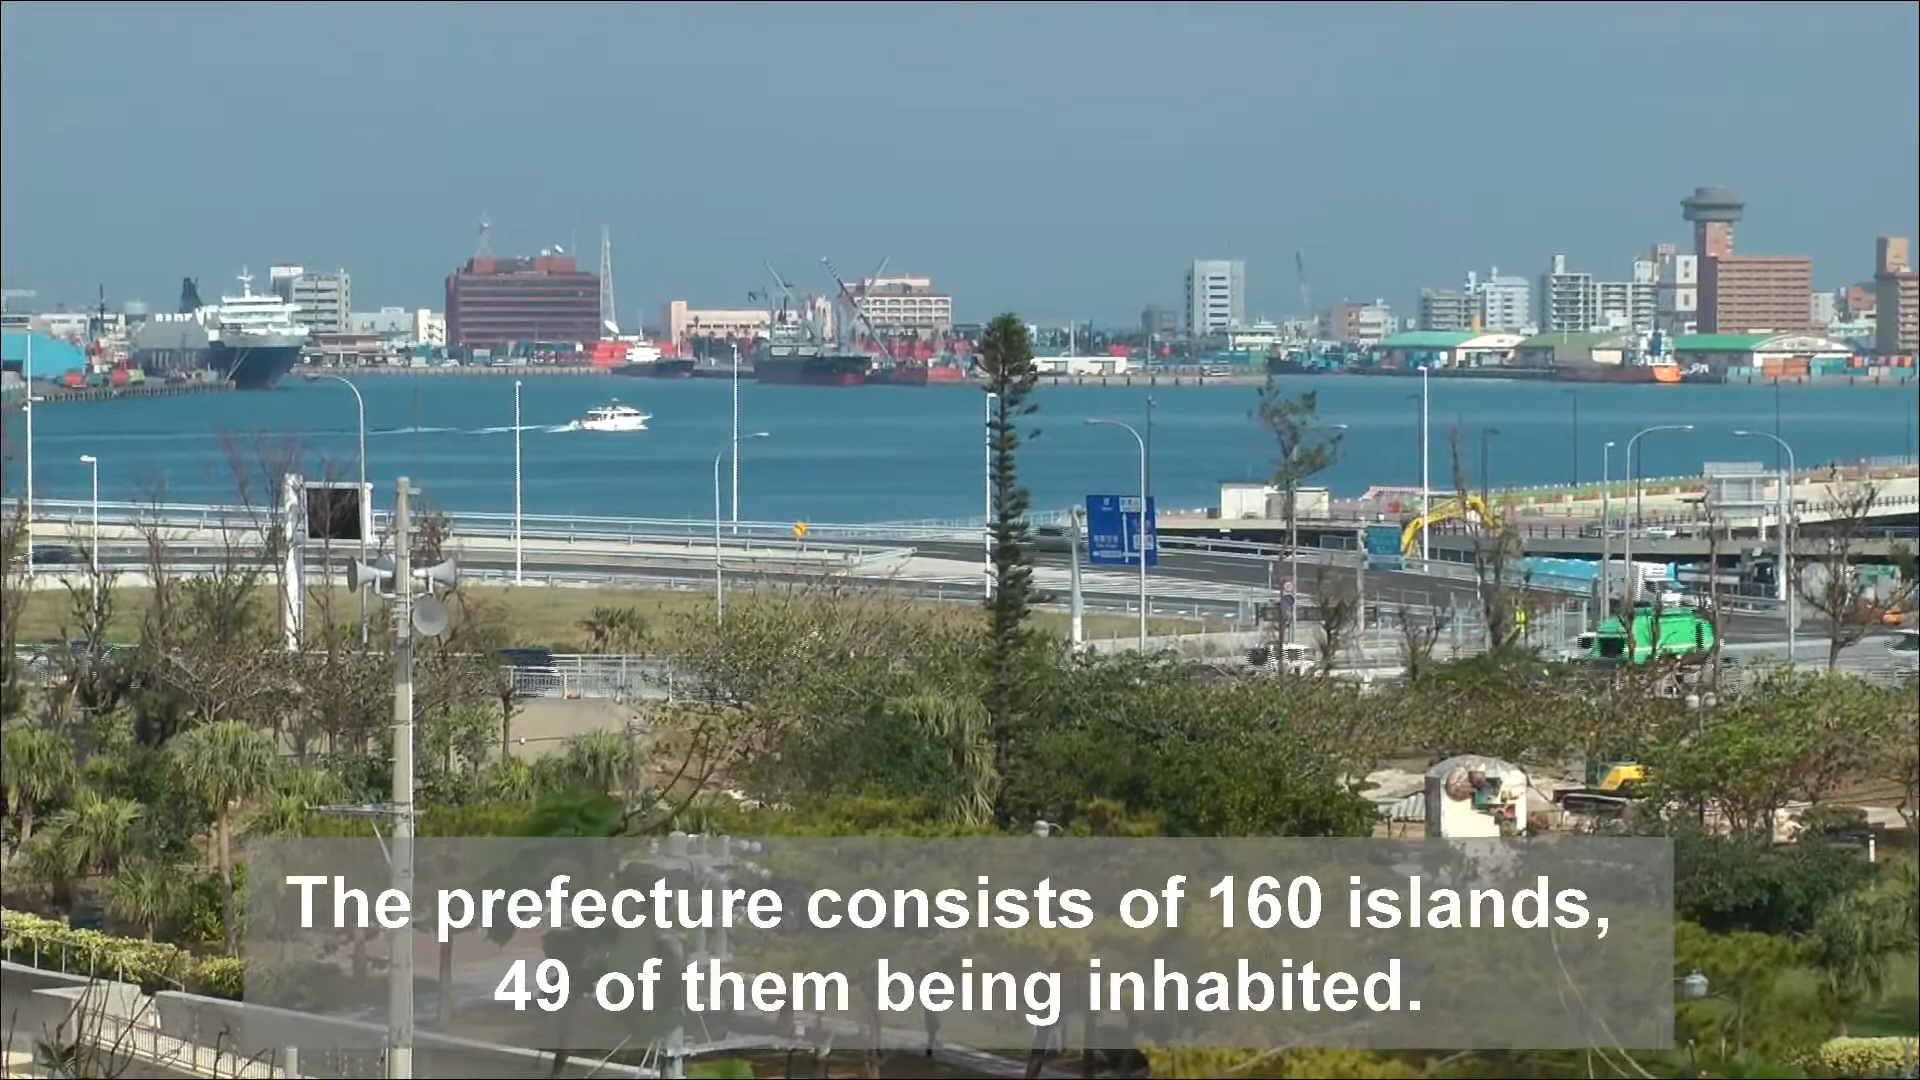 The prefecture consists of 160 islands,
49 of them being inhabited.